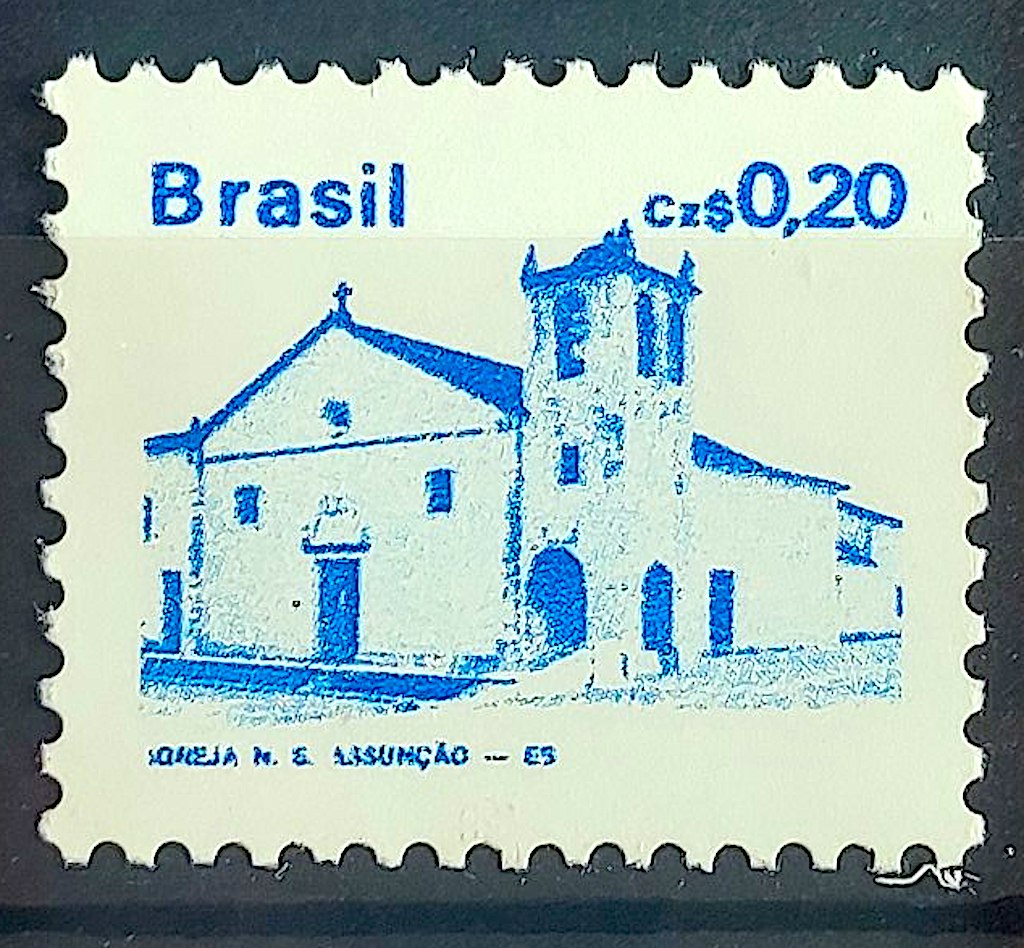 Brasil
Cz$0,20
IGREJA N. S. ASSUNÇÃO — ES